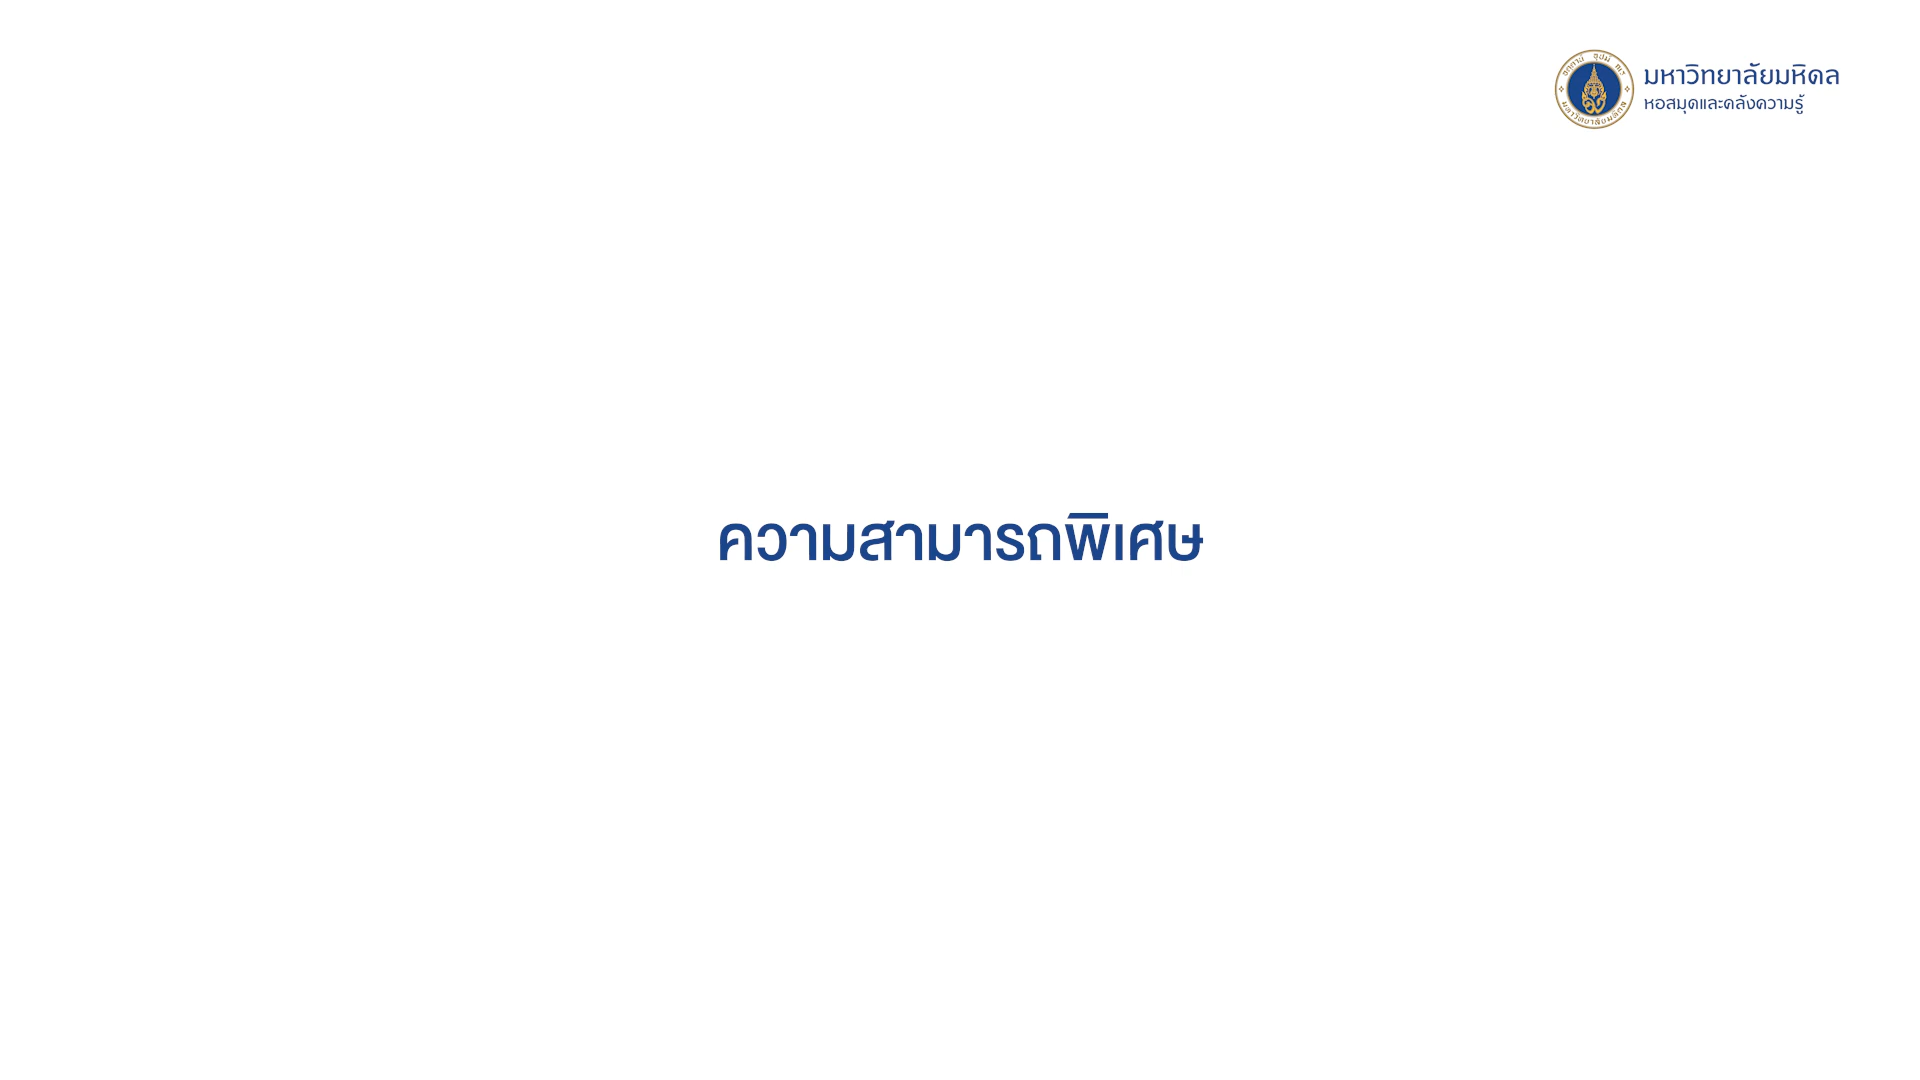 มหาวิทยาลัยมหิดล
หอสมุดและคลังความรู้
ความสามารถพิเศษ